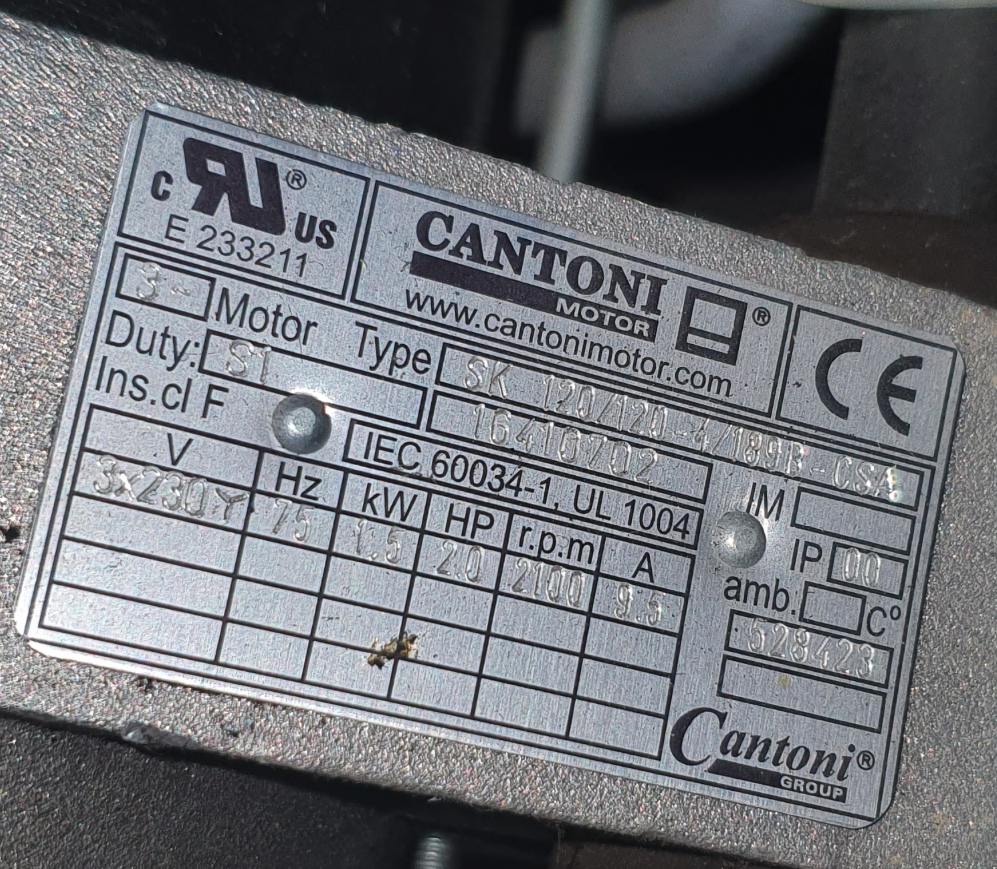 c RU ® US
E 233211
CANTONI
MOTOR ®
www.cantonimotor.com
CE
3~ Motor Type SK 120/120-4/189B-CSA
Duty: S1 16410702
Ins.cl F IEC 60034-1, UL 1004 IM
V Hz kW HP r.p.m A IP 00
3x230Y 75 1.5 2.0 2100 9.5 amb. C°
528423
Cantoni®
GROUP